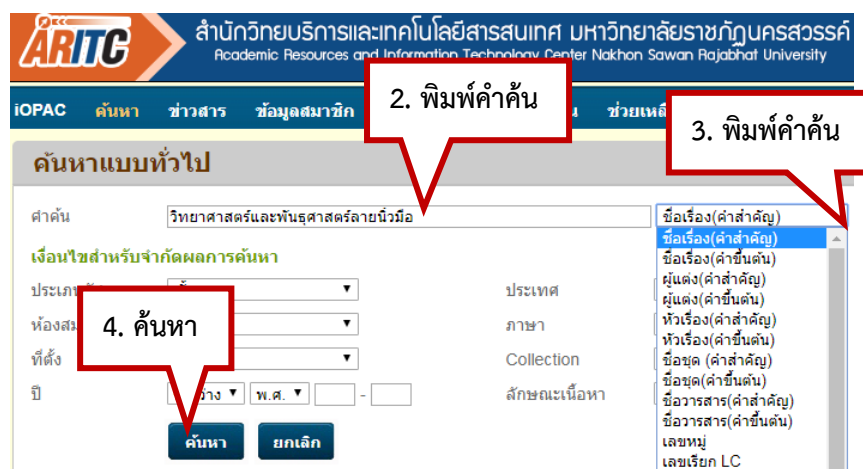 ARITC
สำนักวิทยบริการและเทคโนโลยีสารสนเทศ มหาวิทยาลัยราชภัฏนครสวรรค์
Academic Resources and Information Technology Center Nakhon Sawan Rajabhat University
2. พิมพ์คำค้น
iOPAC ค้นหา ข่าวสาร ข้อมูลสมาชิก
3. พิมพ์คำค้น
ค้นหาแบบทั่วไป
คำค้น วิทยาศาสตร์และพันธุศาสตร์ลายนิ้วมือ ชื่อเรื่อง(คำสำคัญ)
ชื่อเรื่อง(คำสำคัญ)
เงื่อนไขสำหรับจำกัดผลการค้นหา ชื่อเรื่อง(คำขึ้นต้น)
ผู้แต่ง(คำสำคัญ)
ประเทศ ผู้แต่ง(คำขึ้นต้น)
หัวเรื่อง(คำสำคัญ)
4. ค้นหา ภาษา หัวเรื่อง(คำขึ้นต้น)
ที่ตั้ง Collection ชื่อชุด (คำสำคัญ)
ชื่อชุด(คำขึ้นต้น)
ปี พ.ศ. - ลักษณะเนื้อหา ชื่อวารสาร(คำสำคัญ)
ชื่อวารสาร(คำขึ้นต้น)
ค้นหา ยกเลิก เลขหมู่
เลขเรียก LC